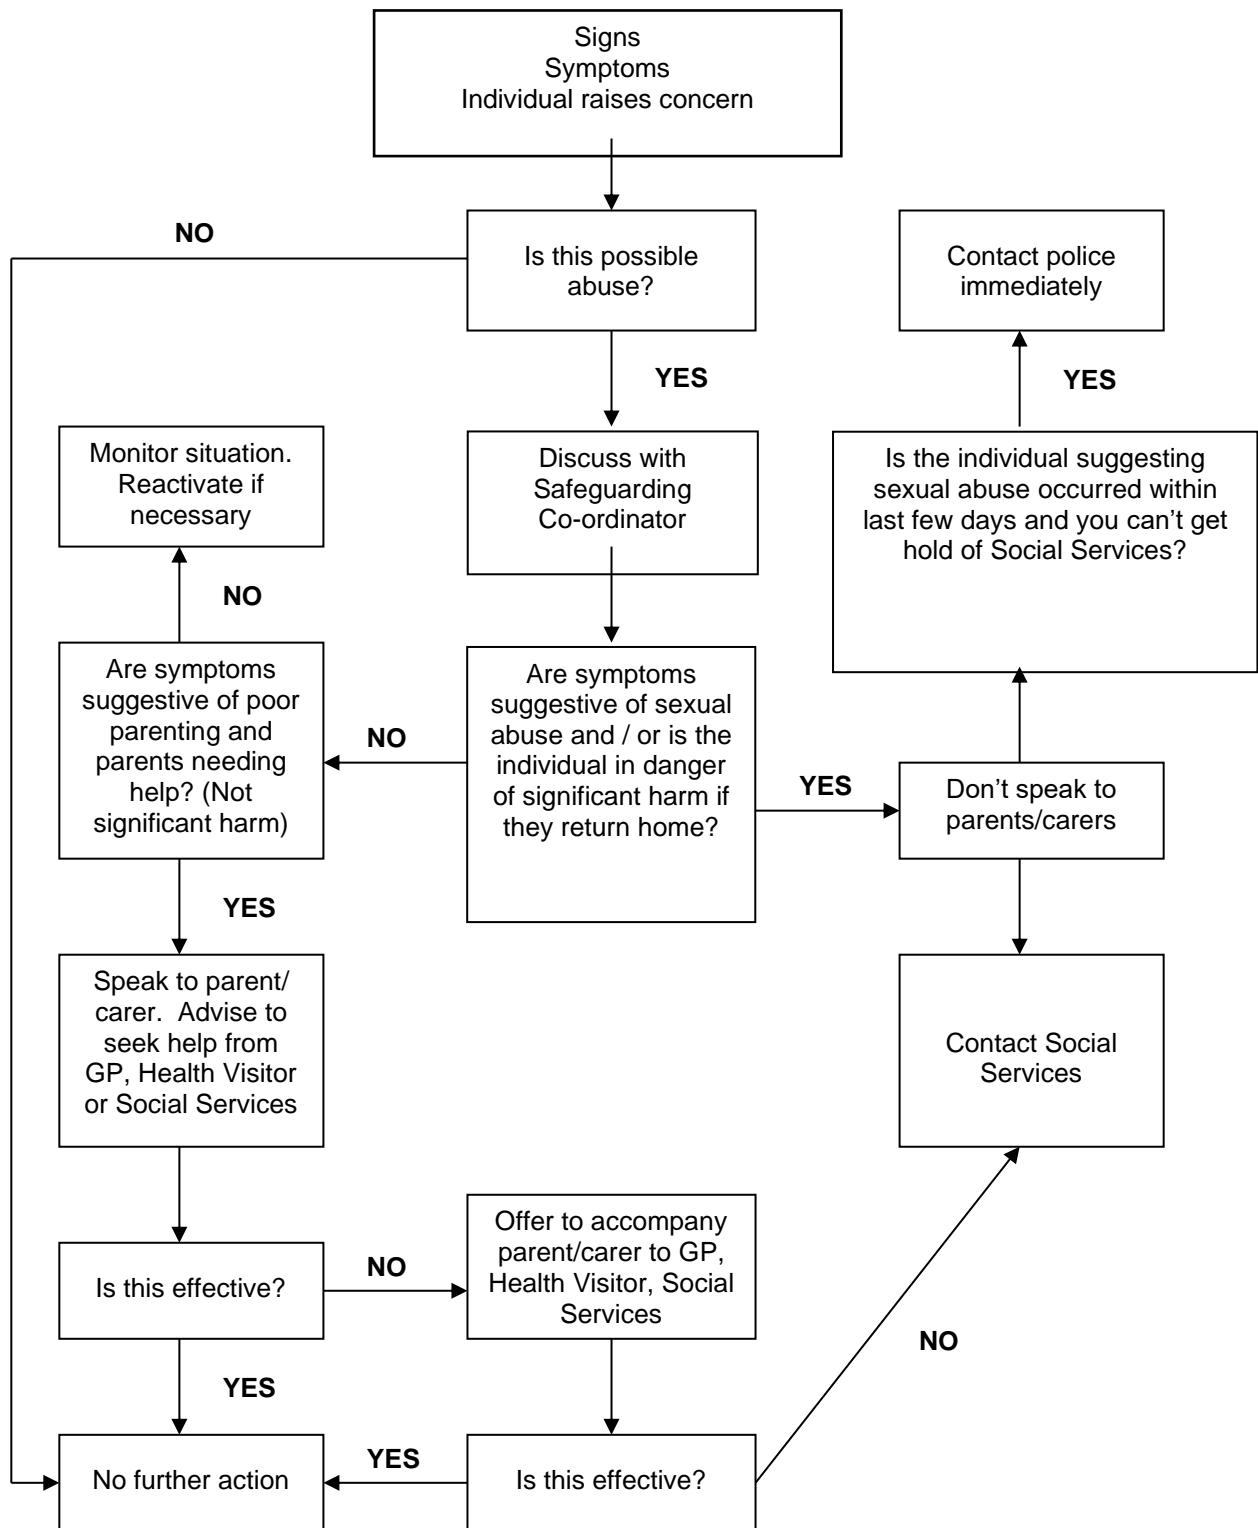 Signs
Symptoms
Individual raises concern
NO
Is this possible
abuse?
Contact police
immediately
YES
YES
Monitor situation.
Reactivate if
necessary
Discuss with
Safeguarding
Co-ordinator
Is the individual suggesting
sexual abuse occurred within
last few days and you can’t get
hold of Social Services?
NO
Are symptoms
suggestive of poor
parenting and
parents needing
help? (Not
significant harm)
NO
Are symptoms
suggestive of sexual
abuse and / or is the
individual in danger
of significant harm if
they return home?
YES
Don’t speak to
parents/carers
YES
Speak to parent/
carer.  Advise to
seek help from
GP, Health Visitor
or Social Services
Contact Social
Services
Is this effective?
NO
Offer to accompany
parent/carer to GP,
Health Visitor, Social
Services
NO
YES
No further action
YES
Is this effective?